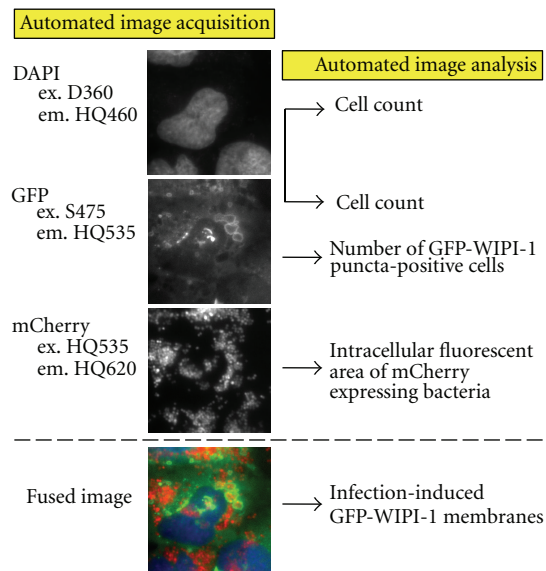 Automated image acquisition
Automated image analysis
DAPI
ex. D360
em. HQ460
Cell count
GFP
ex. S475
em. HQ535
Cell count
Number of GFP-WIPI-1
puncta-positive cells
mCherry
ex. HQ535
em. HQ620
Intracellular fluorescent
area of mCherry
expressing bacteria
Fused image
Infection-induced
GFP-WIPI-1 membranes